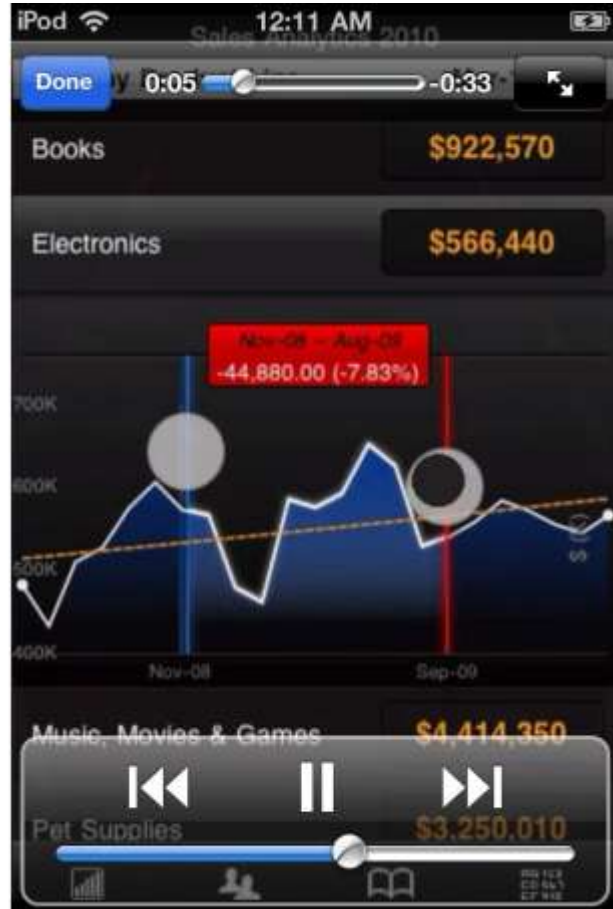 iPod 12:11 AM
Sales Analytics 2010
Done 0:05 -0:33
Books $922,570
Electronics $566,440
Nov-08 – Aug-09
-44,880.00 (-7.83%)
700K
600K
500K
400K
Nov-08 Sep-09
Music, Movies & Games $4,414,350
Pet Supplies $3,250,010